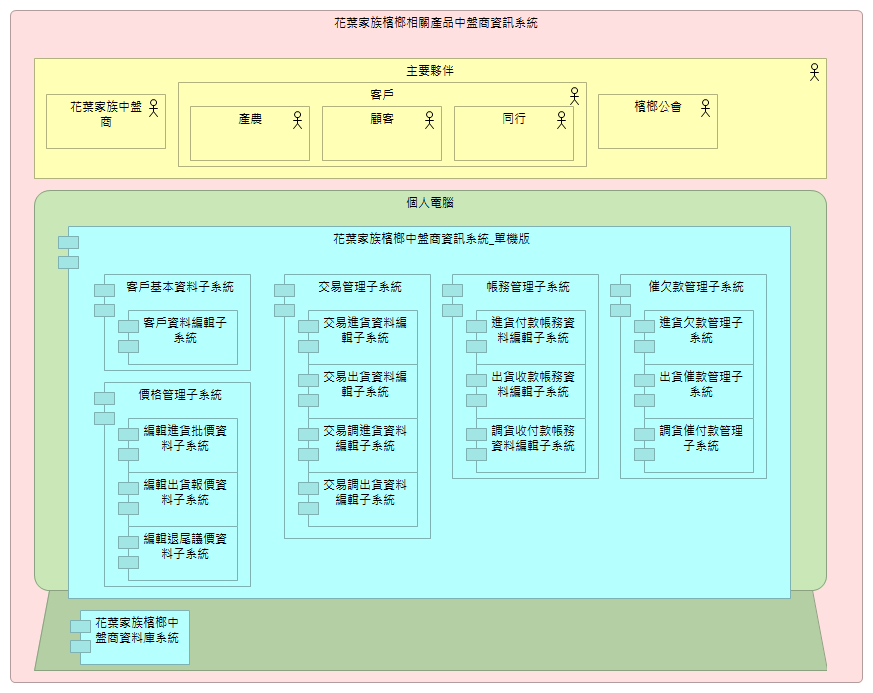 花葉家族檳榔相關產品中盤商資訊系統
主要夥伴
花葉家族中盤
商
客戶
產農
顧客
同行
檳榔公會
個人電腦
花葉家族檳榔中盤商資訊系統_單機版
客戶基本資料子系統
客戶資料編輯子
系統
價格管理子系統
編輯進貨批價資
料子系統
編輯出貨報價資
料子系統
編輯退尾議價資
料子系統
交易管理子系統
交易進貨資料編
輯子系統
交易出貨資料編
輯子系統
交易調進貨資料
編輯子系統
交易調出貨資料
編輯子系統
帳務管理子系統
進貨付款帳務資
料編輯子系統
出貨收款帳務資
料編輯子系統
調貨收付款帳務
資料編輯子系統
催欠款管理子系統
進貨欠款管理子
系統
出貨催款管理子
系統
調貨催付款管理
子系統
花葉家族檳榔中
盤商資料庫系統